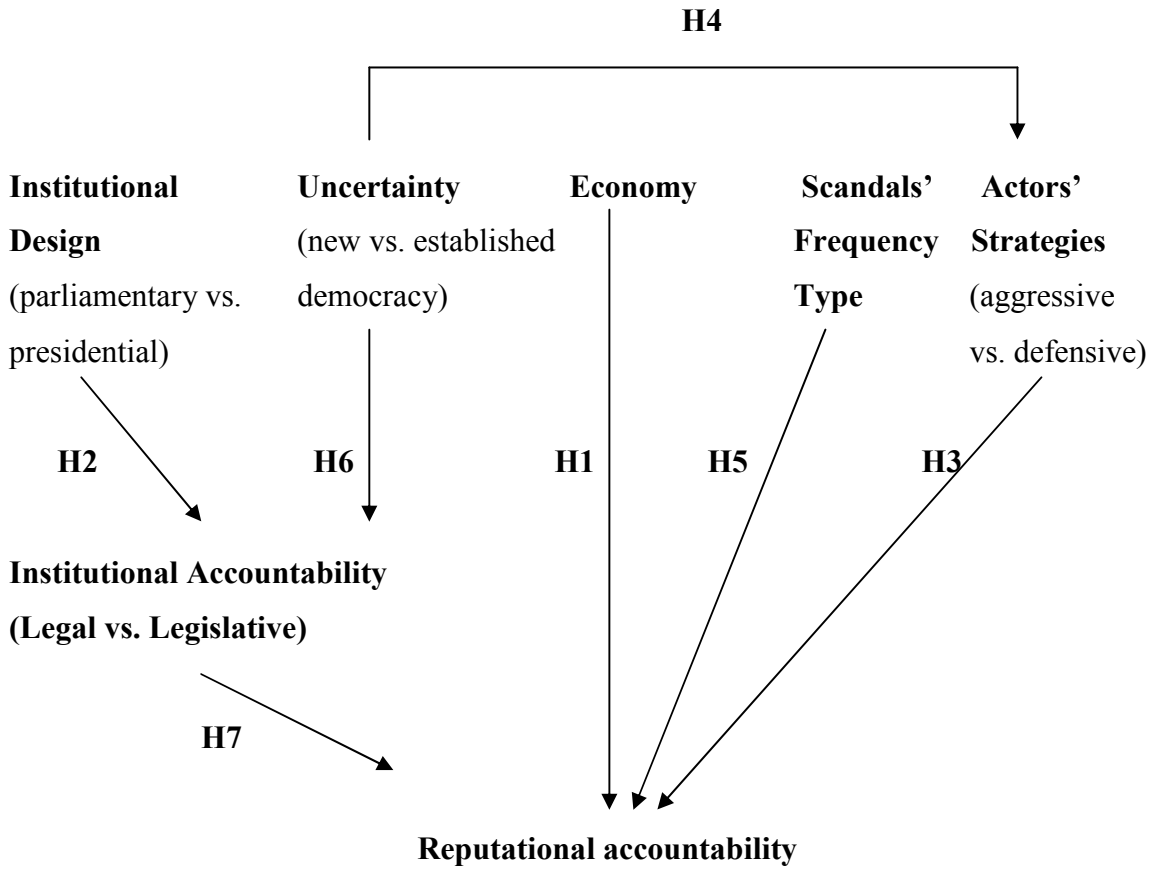 H4
Institutional
Design
(parliamentary vs.
presidential)
Uncertainty
(new vs. established
democracy)
Economy
Scandals’
Frequency
Type
Actors’
Strategies
(aggressive
vs. defensive)
H2
H6
H1
H5
H3
Institutional Accountability
(Legal vs. Legislative)
H7
Reputational accountability